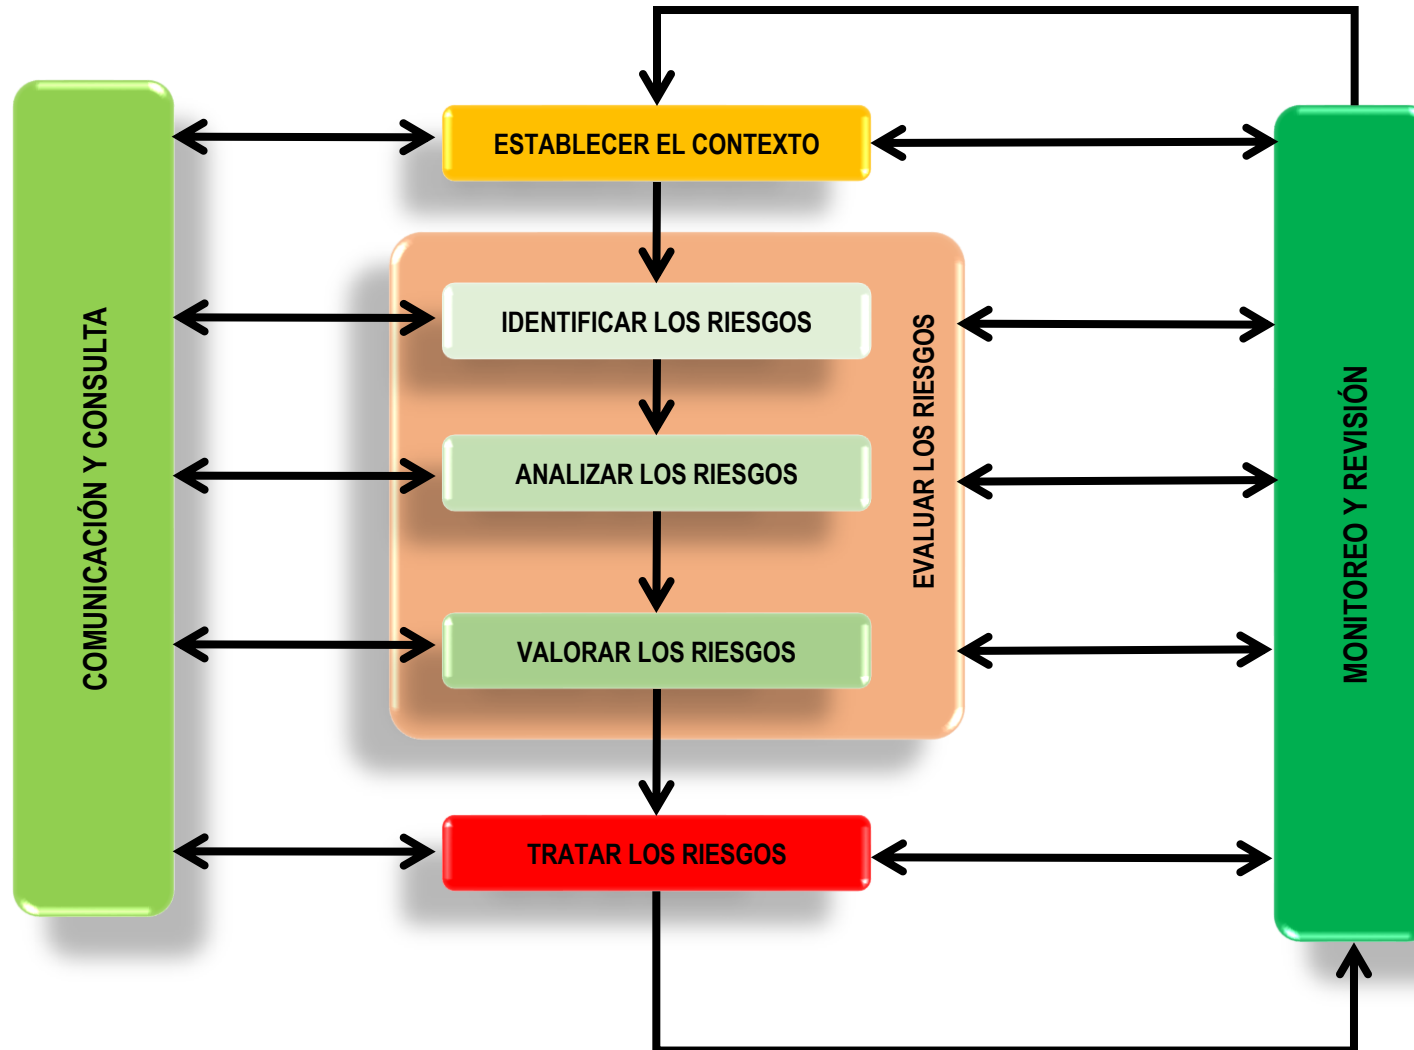 ESTABLECER EL CONTEXTO
COMUNICACIÓN Y CONSULTA
IDENTIFICAR LOS RIESGOS
ANALIZAR LOS RIESGOS
VALORAR LOS RIESGOS
EVALUAR LOS RIESGOS
MONITOREO Y REVISIÓN
TRATAR LOS RIESGOS